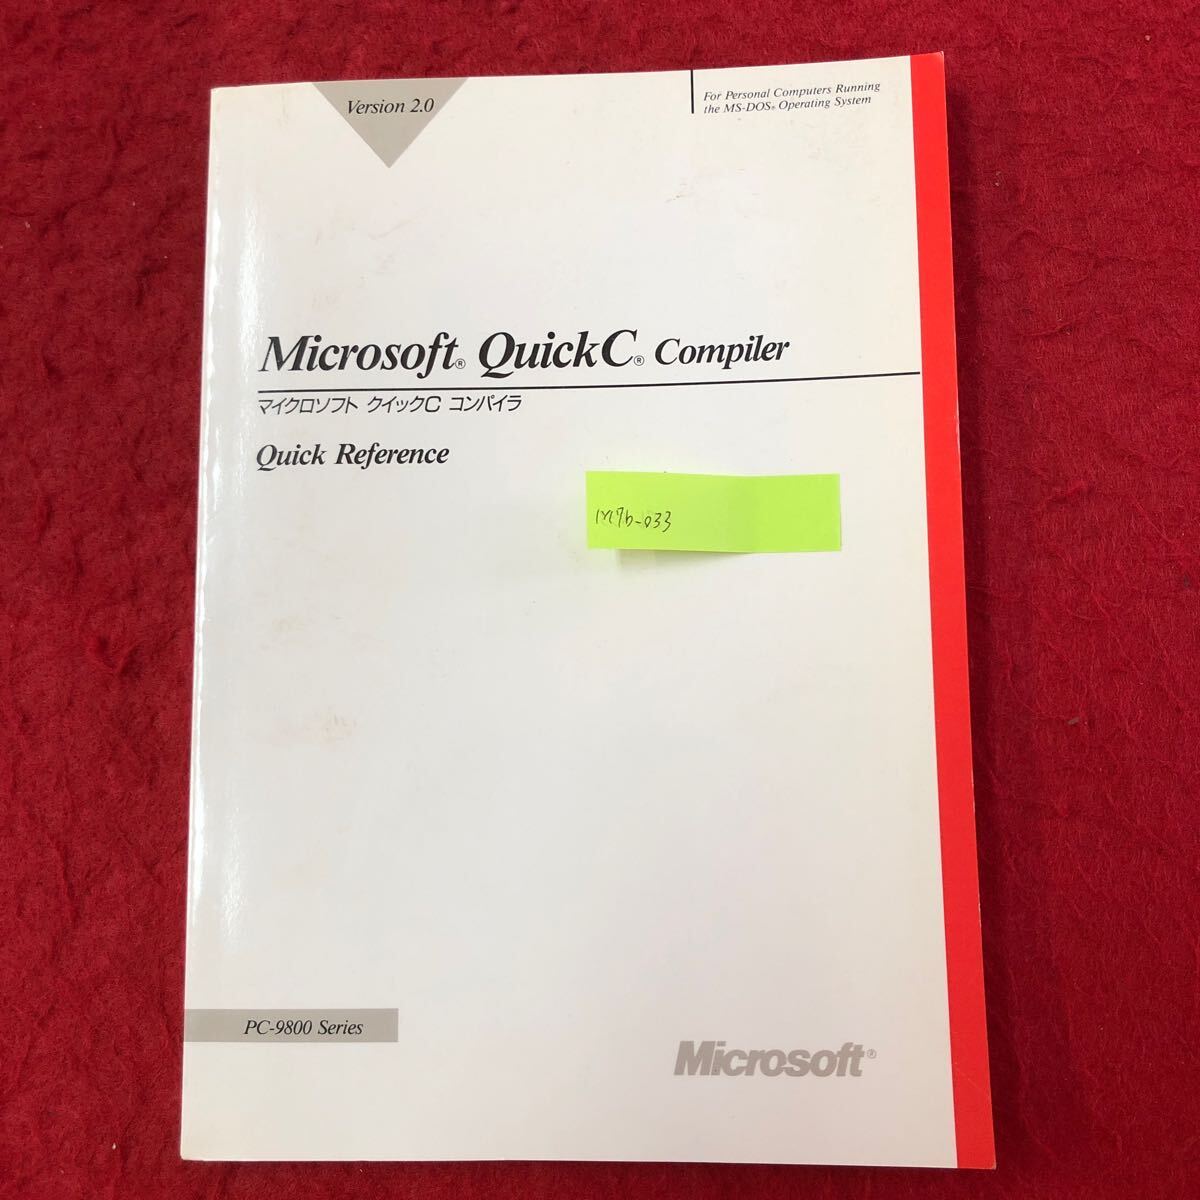 Version 2.0
For Personal Computers Running
the MS-DOS® Operating System
Microsoft® QuickC® Compiler
マイクロソフト クイックC コンパイラ
Quick Reference
M7b-033
PC-9800 Series
Microsoft®